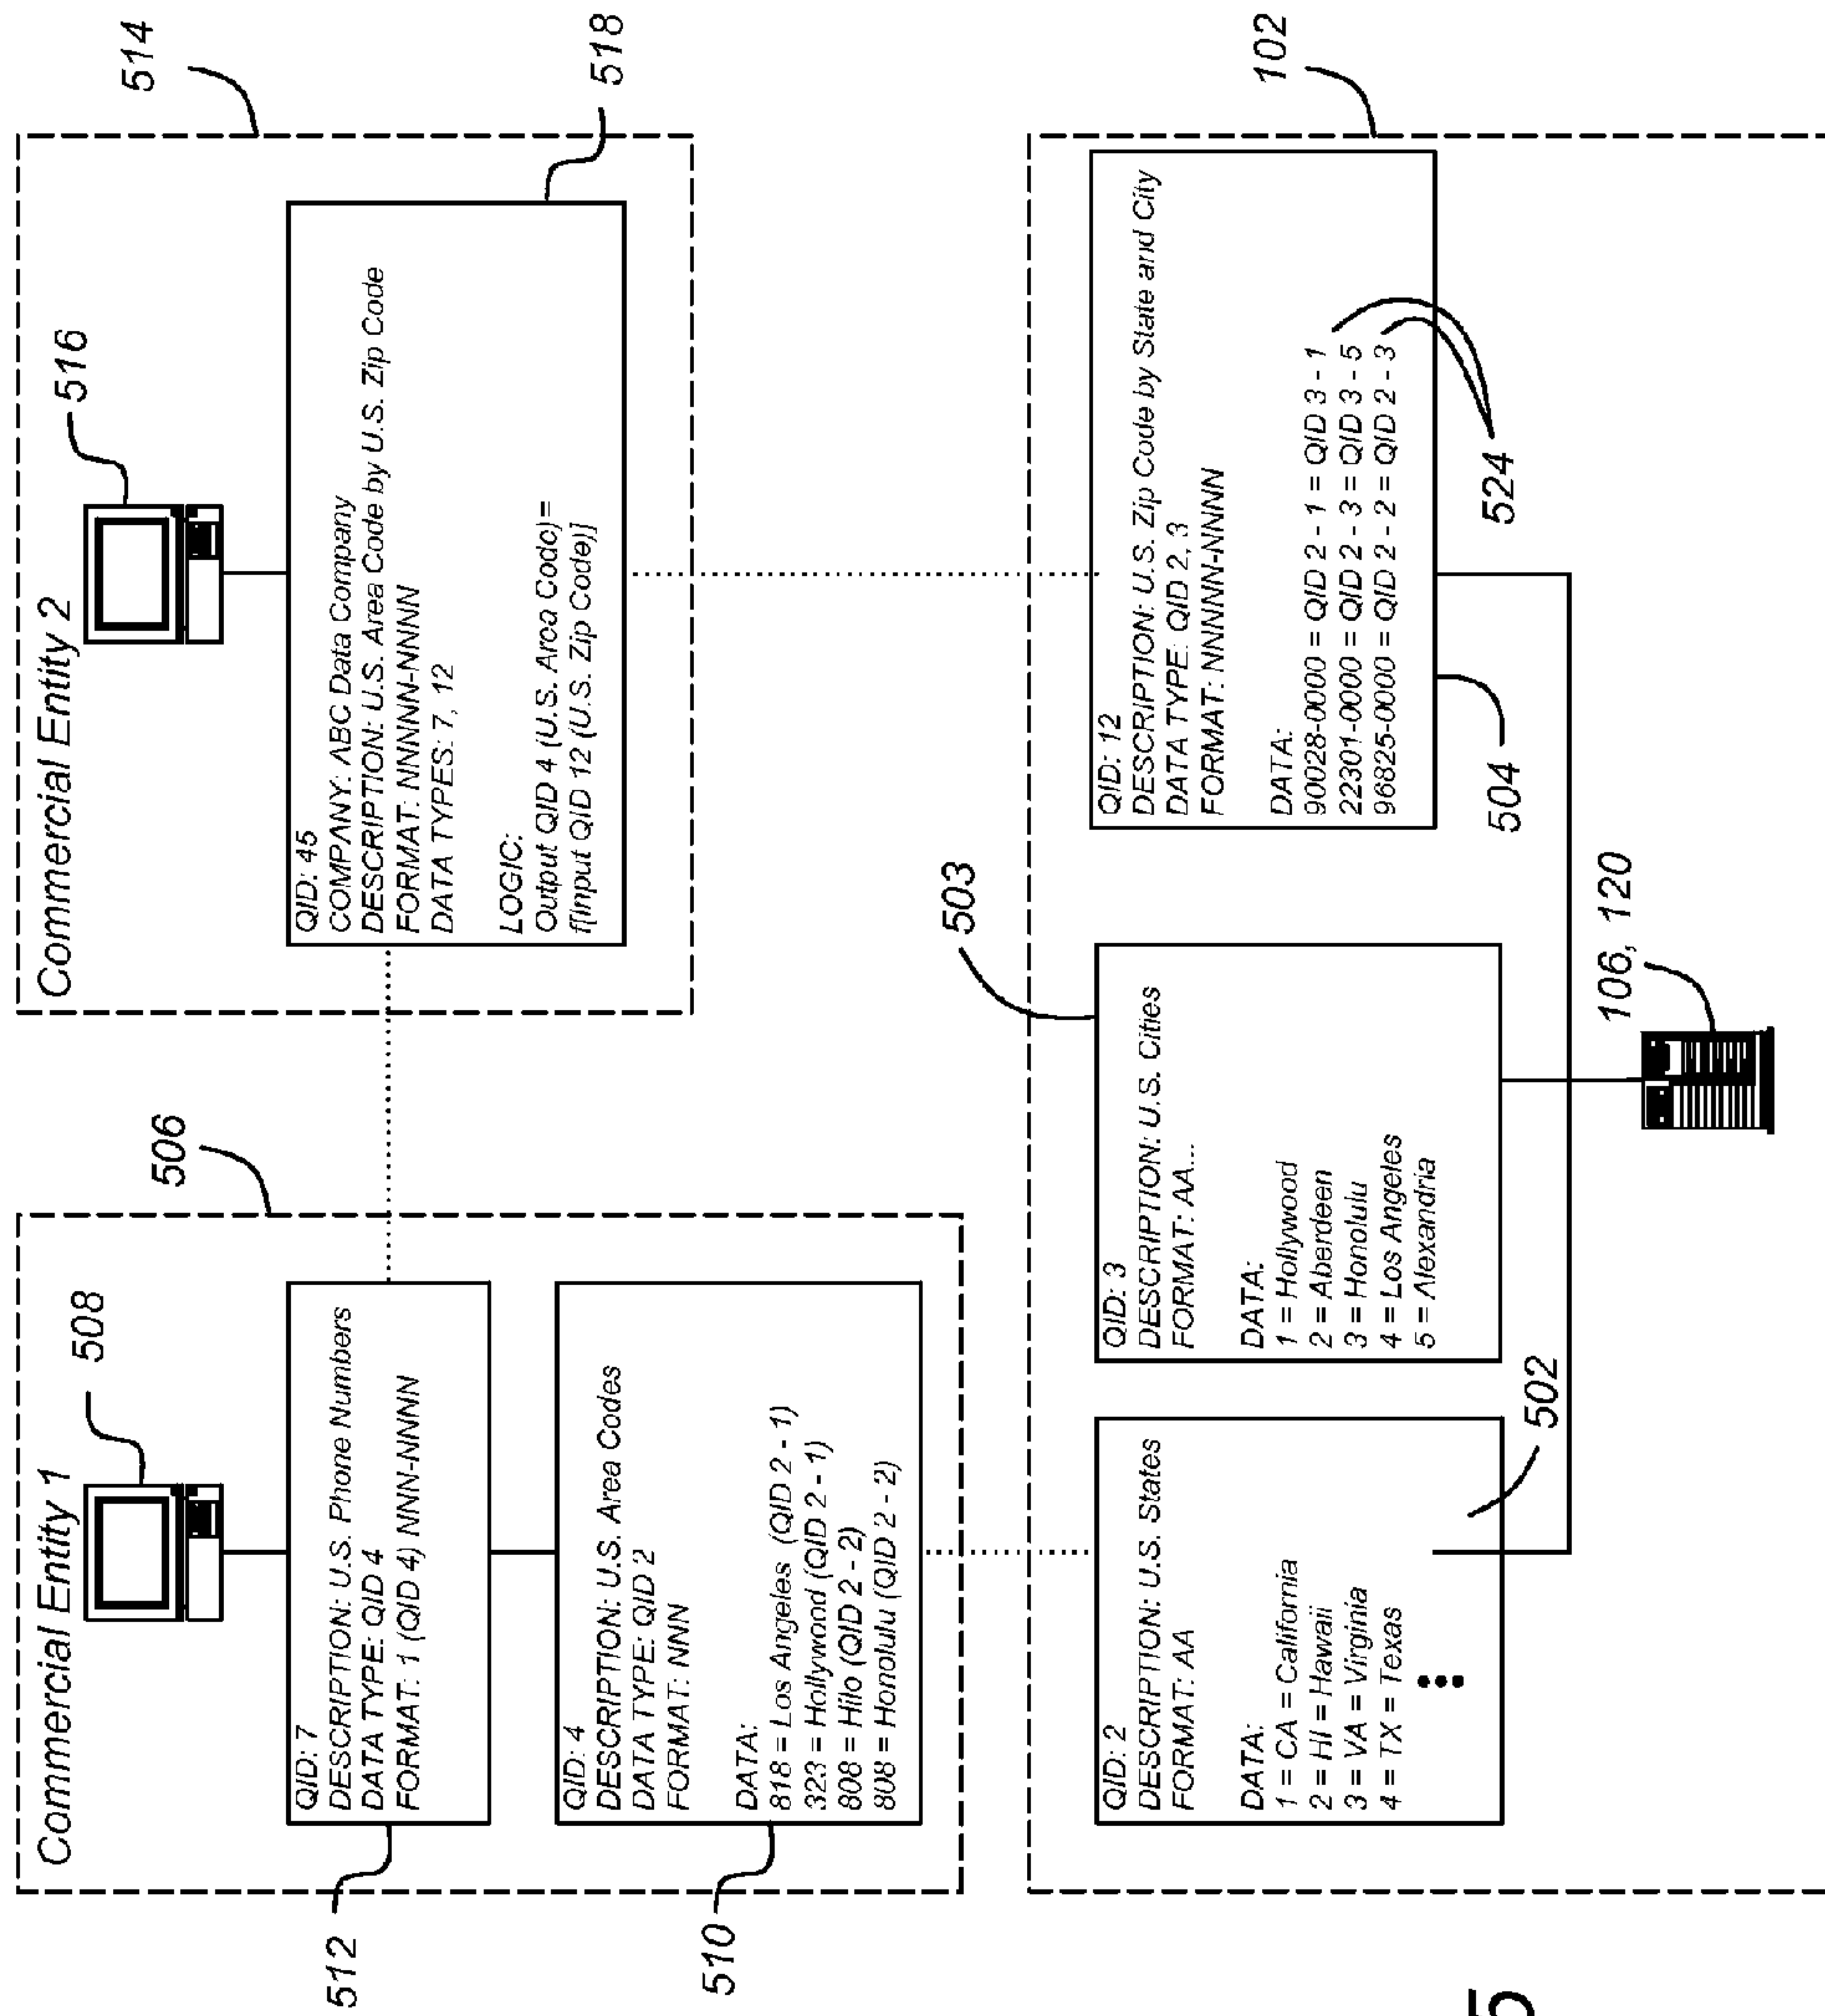 Commercial Entity 1
508
506
QID: 7
DESCRIPTION: U.S. Phone Numbers
DATA TYPE: QID 4
FORMAT: 1 (QID 4) NNN-NNNN
512
QID: 4
DESCRIPTION: U.S. Area Codes
DATA TYPE: QID 2
FORMAT: NNN
DATA:
818 = Los Angeles (QID 2 - 1)
323 = Hollywood (QID 2 - 1)
808 = Hilo (QID 2 - 2)
808 = Honolulu (QID 2 - 2)
510
Commercial Entity 2
516
514
QID: 45
COMPANY: ABC Data Company
DESCRIPTION: U.S. Area Code by U.S. Zip Code
FORMAT: NNNNN-NNNN
DATA TYPES: 7, 12
LOGIC:
Output QID 4 (U.S. Area Code)=
f[Input QID 12 (U.S. Zip Code)]
518
QID: 2
DESCRIPTION: U.S. States
FORMAT: AA
DATA:
1 = CA = California
2 = HI = Hawaii
3 = VA = Virginia
4 = TX = Texas
502
503
QID: 3
DESCRIPTION: U.S. Cities
FORMAT: AA...
DATA:
1 = Hollywood
2 = Aberdeen
3 = Honolulu
4 = Los Angeles
5 = Alexandria
102
QID: 12
DESCRIPTION: U.S. Zip Code by State and City
DATA TYPE: QID 2, 3
FORMAT: NNNNN-NNNN
DATA:
90028-0000 = QID 2 - 1 = QID 3 - 1
22301-0000 = QID 2 - 3 = QID 3 - 5
96825-0000 = QID 2 - 2 = QID 2 - 3
504
524
106, 120
5